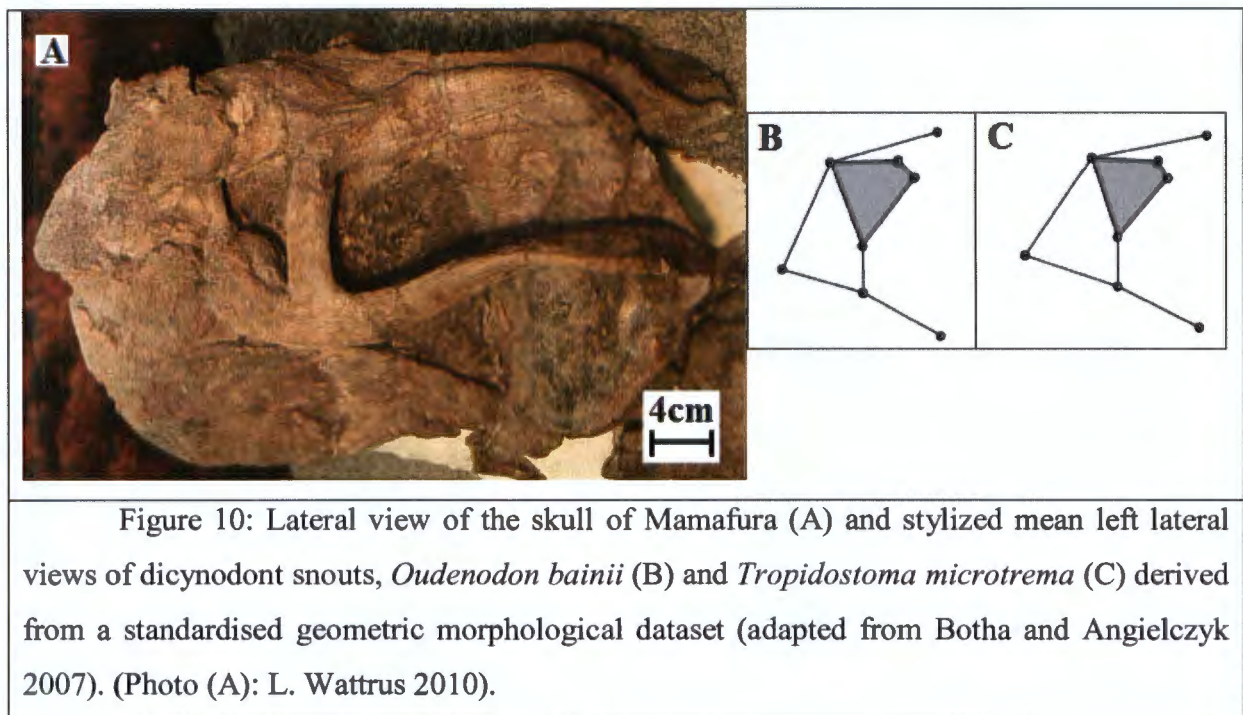 A
B
C
4cm
Figure 10: Lateral view of the skull of Mamafura (A) and stylized mean left lateral
views of dicynodont snouts, Oudenodon bainii (B) and Tropidostoma microtrema (C) derived
from a standardised geometric morphological dataset (adapted from Botha and Angielczyk
2007). (Photo (A): L. Wattrus 2010).